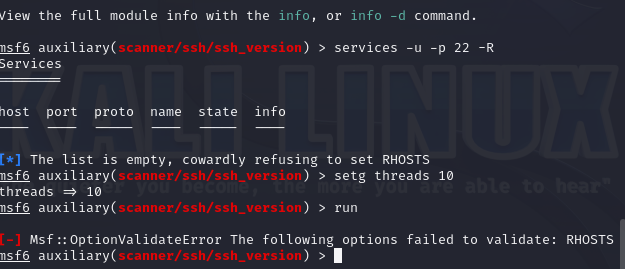 View the full module info with the info, or info -d command.
msf6 auxiliary(scanner/ssh/ssh_version) > services -u -p 22 -R
Services
========
host  port  proto  name  state  info
----  ----  -----  ----  -----  ----
[*] The list is empty, cowardly refusing to set RHOSTS
msf6 auxiliary(scanner/ssh/ssh_version) > setg threads 10
threads => 10
msf6 auxiliary(scanner/ssh/ssh_version) > run
[-] Msf::OptionValidateError The following options failed to validate: RHOSTS
msf6 auxiliary(scanner/ssh/ssh_version) >
KALI LINUX
you become, the more you are able to hear"